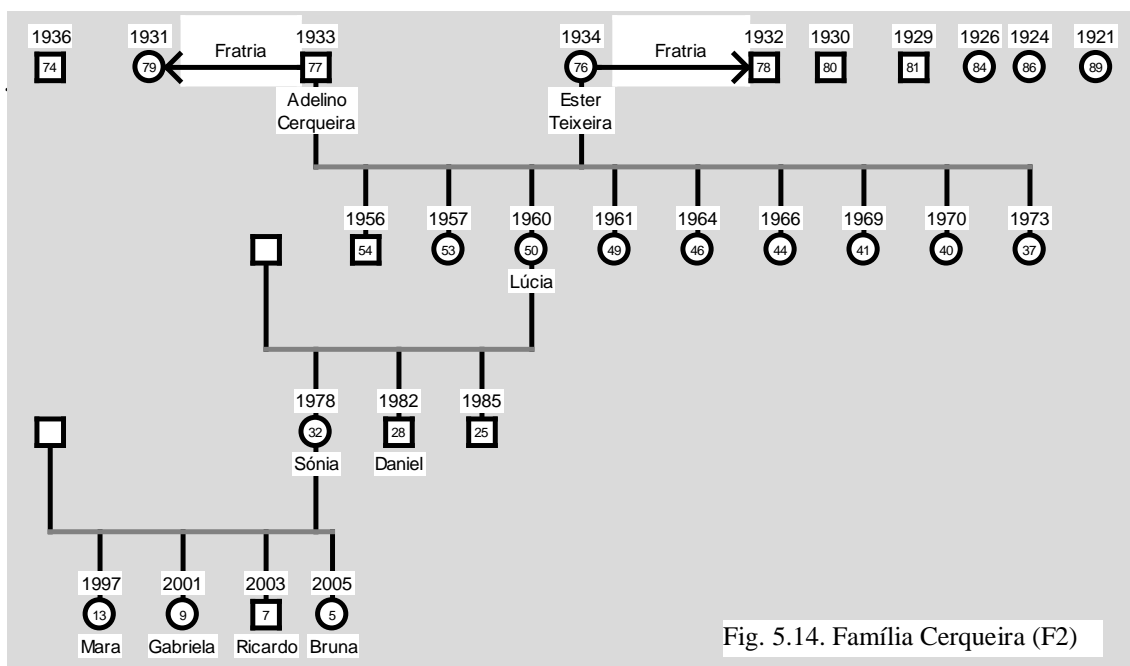 1936 1931 1933 1934 1932 1930 1929 1926 1924 1921
Fratria Fratria
74 79 77 76 78 80 81 84 86 89
Adelino Ester
Cerqueira Teixeira
1956 1957 1960 1961 1964 1966 1969 1970 1973
54 53 50 49 46 44 41 40 37
Lúcia
1978 1982 1985
32 28 25
Sónia Daniel
1997 2001 2003 2005
13 9 7 5
Mara Gabriela Ricardo Bruna
Fig. 5.14. Família Cerqueira (F2)